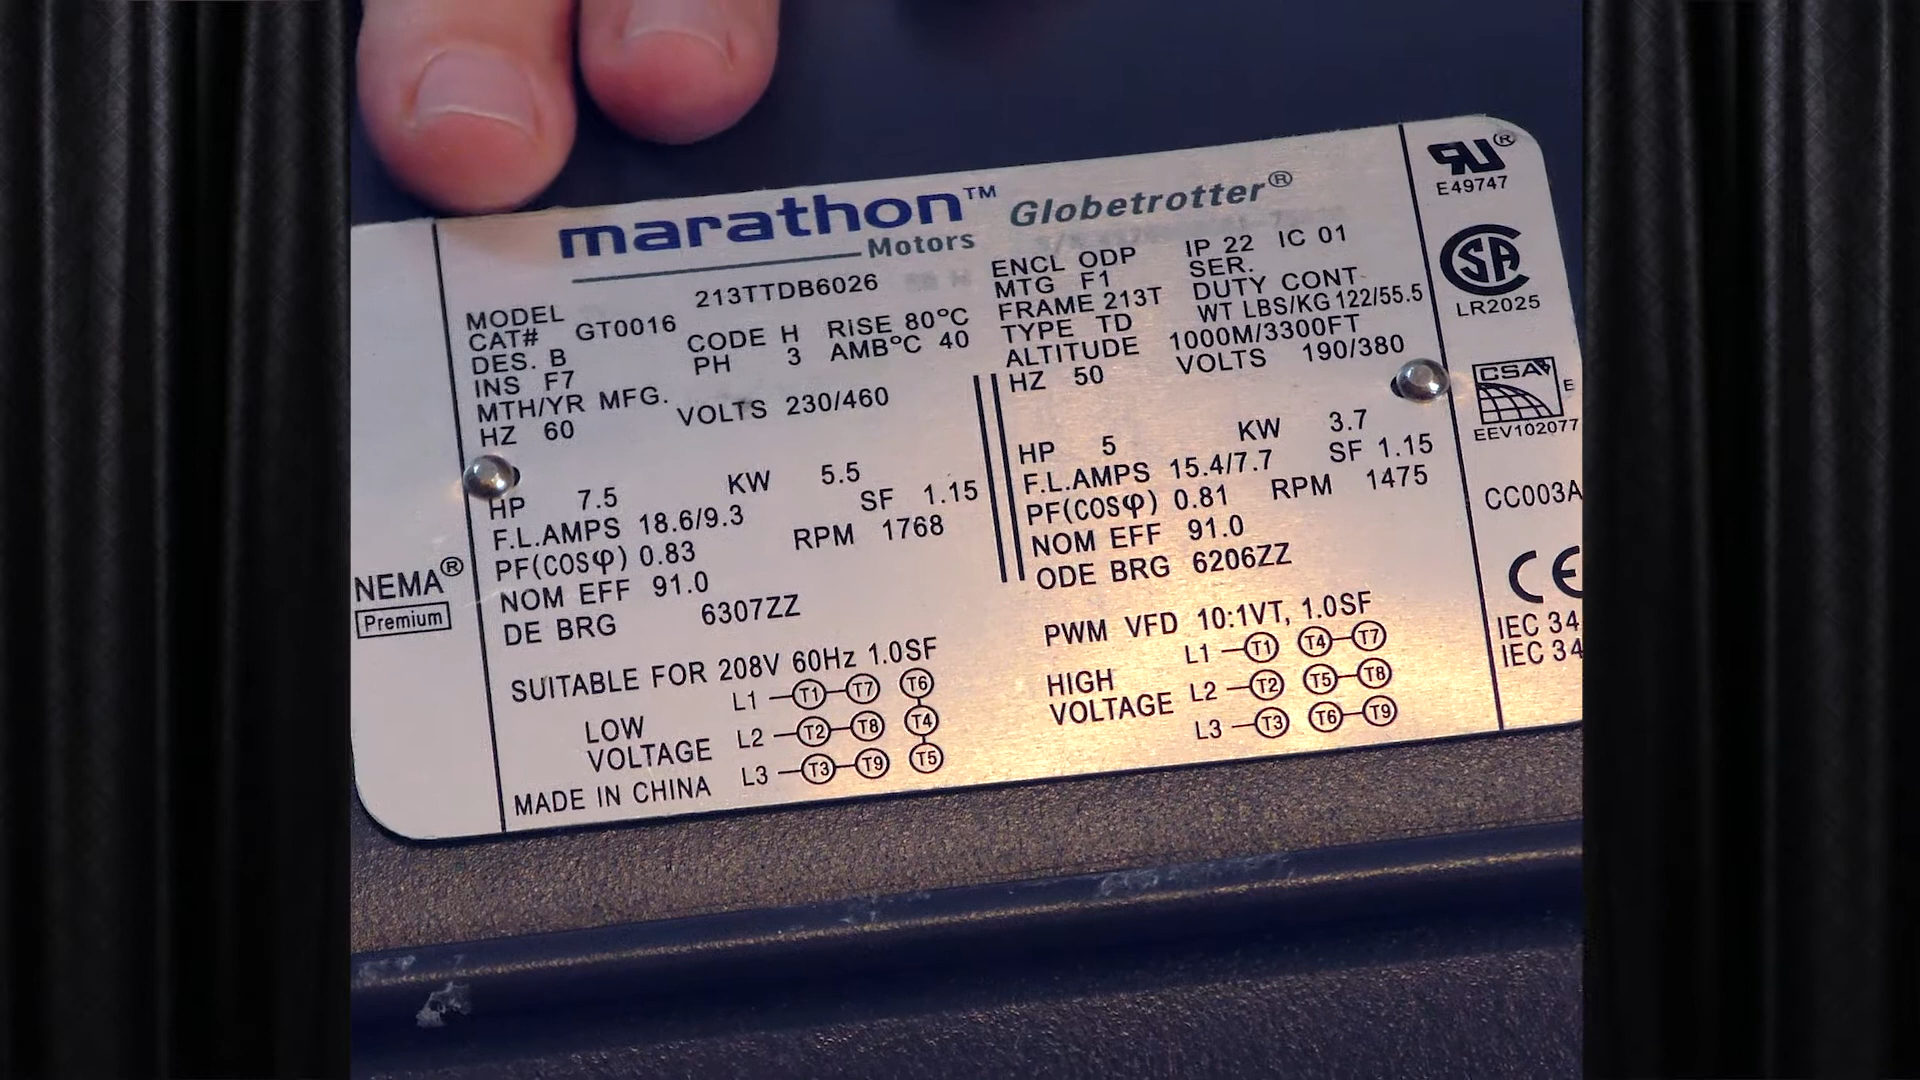 marathon™ Globetrotter®
Motors
MODEL 213TTDB6026
CAT# GT0016
DES. B CODE H RISE 80°C
INS F7 PH 3 AMB°C 40
MTH/YR MFG.
HZ 60 VOLTS 230/460
HP 7.5 KW 5.5
F.L.AMPS 18.6/9.3 SF 1.15
PF(COSφ) 0.83 RPM 1768
NOM EFF 91.0
DE BRG 6307ZZ
ENCL ODP IP 22 IC 01
MTG F1 SER.
FRAME 213T DUTY CONT
TYPE TD WT LBS/KG 122/55.5
ALTITUDE 1000M/3300FT
HZ 50 VOLTS 190/380
HP 5 KW 3.7
F.L.AMPS 15.4/7.7 SF 1.15
PF(COSφ) 0.81 RPM 1475
NOM EFF 91.0
ODE BRG 6206ZZ
SUITABLE FOR 208V 60Hz 1.0SF
PWM VFD 10:1VT, 1.0SF
LOW VOLTAGE
L1 T1 T7 T6
L2 T2 T8 T4
L3 T3 T9 T5
HIGH VOLTAGE
L1 T1 T4 T7
L2 T2 T5 T8
L3 T3 T6 T9
MADE IN CHINA
NEMA®
Premium
RU®
E49747
CSA
LR2025
CSA E
EEV102077
CC003A
CE
IEC 34
IEC 34